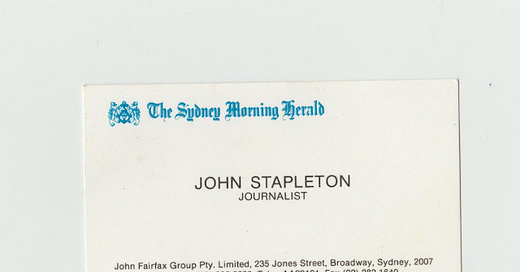 The Sydney Morning Herald
JOHN STAPLETON
JOURNALIST
John Fairfax Group Pty. Limited, 235 Jones Street, Broadway, Sydney, 2007